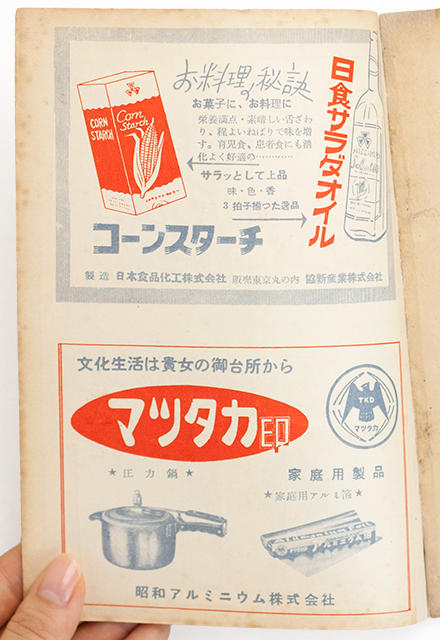 お料理の秘訣
お菓子に、お料理に
栄養満点・素晴しい舌ざわ
り、程よいねばりで味を増
す。育児食、患者食にも消
化よく好適の…………
CORN
STARCH
Corn
Starch
サラッとして上品
味・色・香
3拍子揃つた逸品
日食サラダオイル
コーンスターチ
製造 日本食品化工株式会社 販売東京丸の内 協新産業株式会社
文化生活は貴女の御台所から
マツタカ印
TKD
マツタカ
★圧力鍋★
家庭用製品
★家庭用アルミ箔★
Aluminum Foil
昭和アルミニウム株式会社